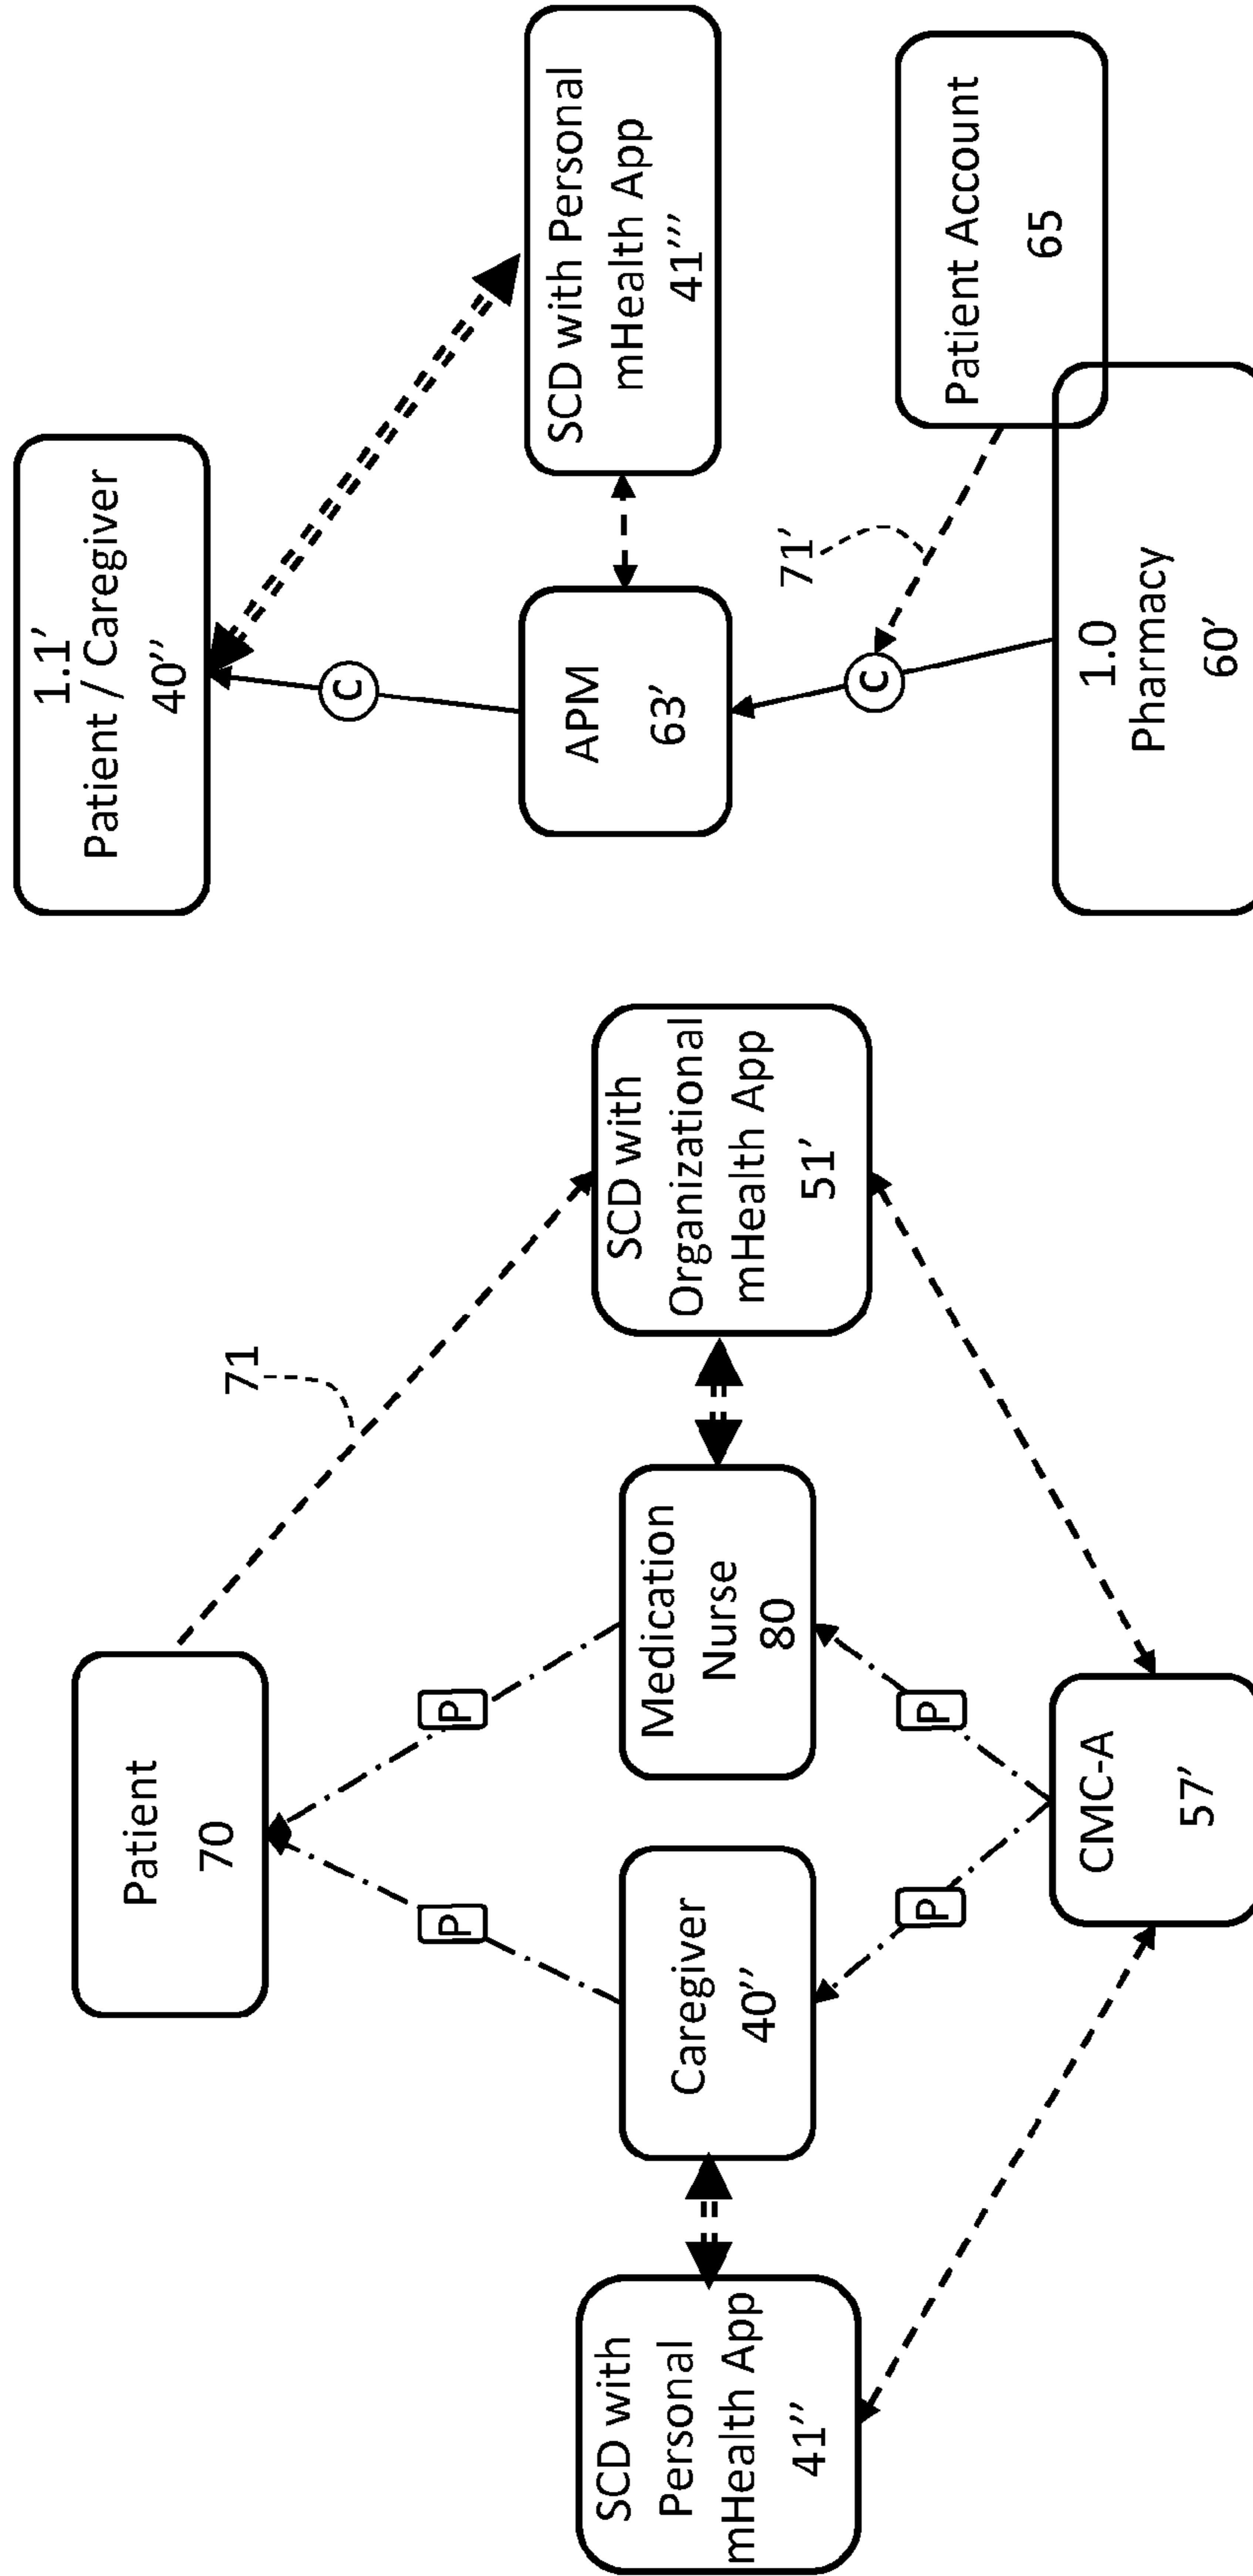 Patient
70
71
P
P
SCD with
Personal
mHealth App
41′′
Caregiver
40′′
Medication
Nurse
80
SCD with
Organizational
mHealth App
51′
P
P
CMC-A
57′
1.1′
Patient / Caregiver
40′′
C
APM
63′
SCD with Personal
mHealth App
41′′′
71′
C
Patient Account
65
1.0
Pharmacy
60′